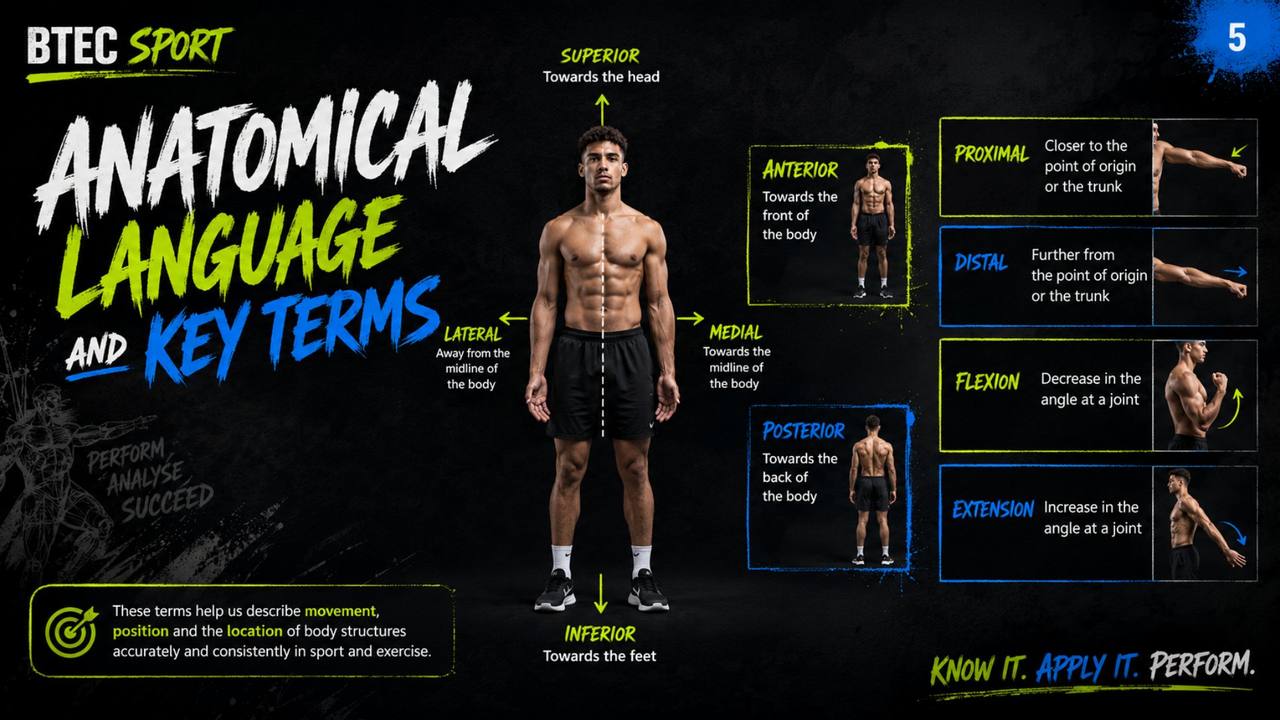 BTEC SPORT
5
ANATOMICAL
LANGUAGE
AND KEY TERMS
PERFORM
ANALYSE
SUCCEED
These terms help us describe movement,
position and the location of body structures
accurately and consistently in sport and exercise.
SUPERIOR
Towards the head
LATERAL
Away from the
midline of
the body
MEDIAL
Towards the
midline of
the body
INFERIOR
Towards the feet
ANTERIOR
Towards the
front of
the body
POSTERIOR
Towards the
back of
the body
PROXIMAL
Closer to the
point of origin
or the trunk
DISTAL
Further from
the point of origin
or the trunk
FLEXION
Decrease in the
angle at a joint
EXTENSION
Increase in the
angle at a joint
KNOW IT. APPLY IT. PERFORM.